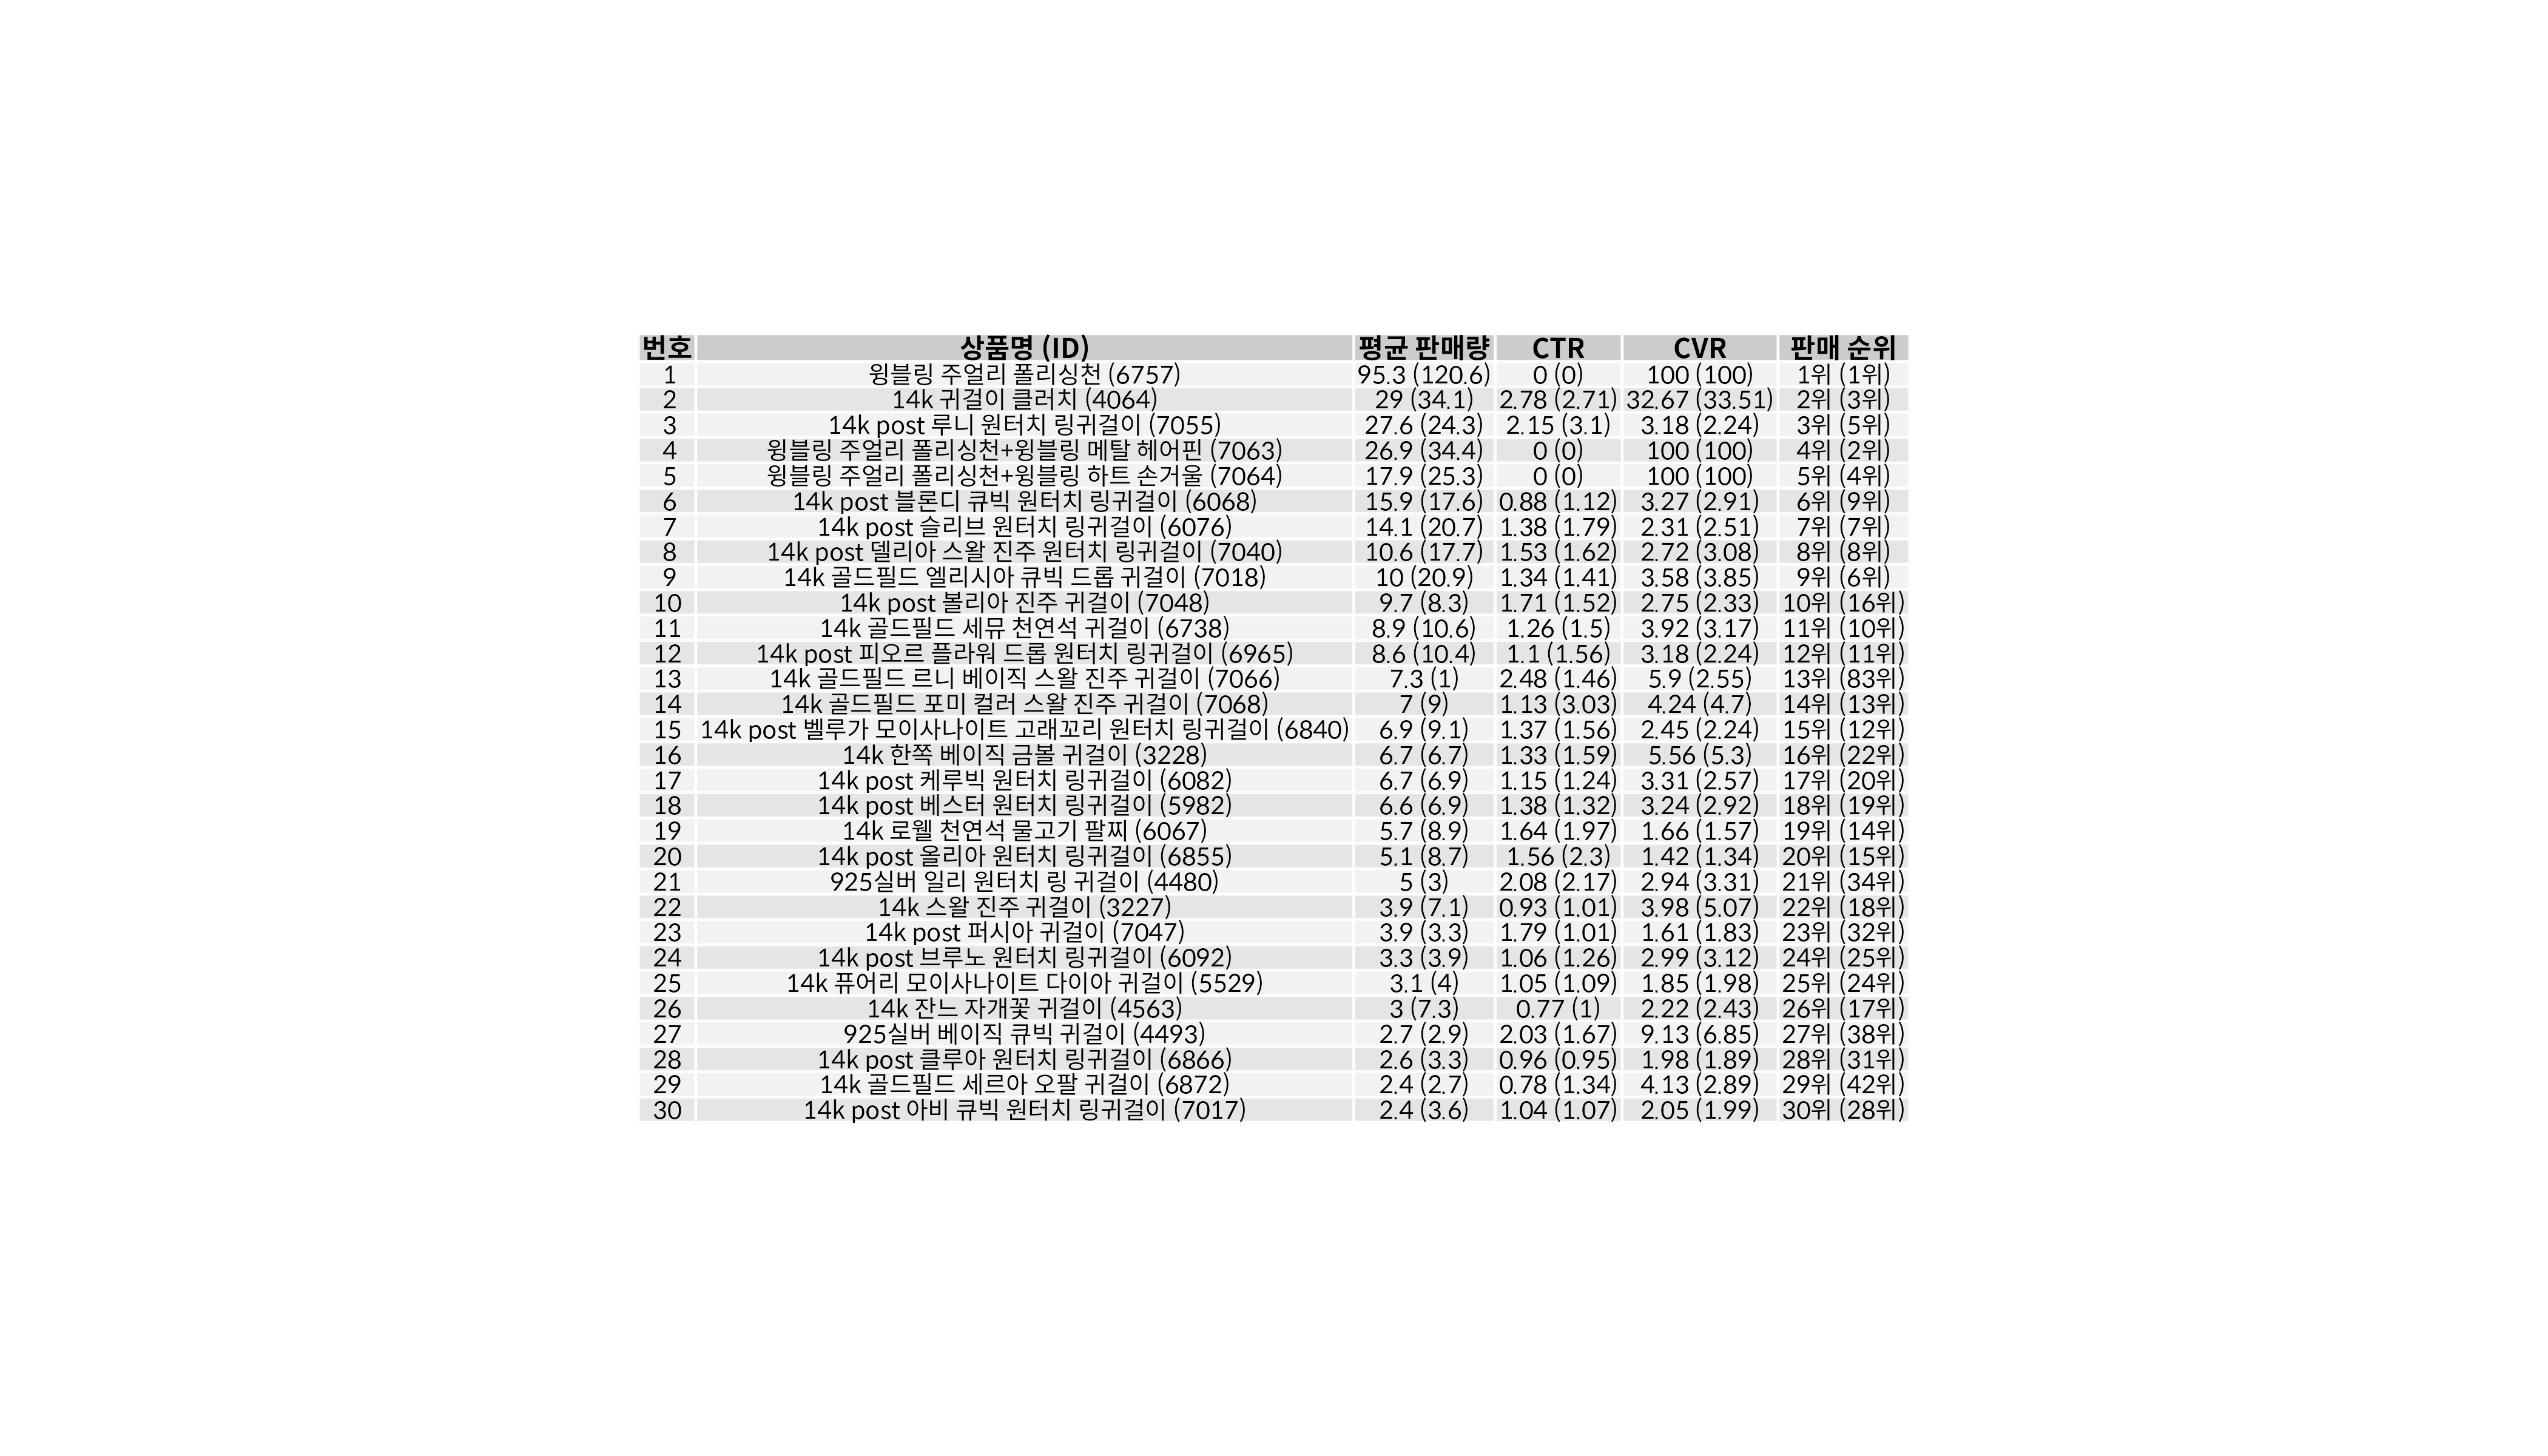 번호 상품명 (ID) 평균 판매량 CTR CVR 판매 순위
1 윙블링 주얼리 폴리싱천 (6757) 95.3 (120.6) 0 (0) 100 (100) 1위 (1위)
2 14k 귀걸이 클러치 (4064) 29 (34.1) 2.78 (2.71) 32.67 (33.51) 2위 (3위)
3 14k post 루니 원터치 링귀걸이 (7055) 27.6 (24.3) 2.15 (3.1) 3.18 (2.24) 3위 (5위)
4 윙블링 주얼리 폴리싱천+윙블링 메탈 헤어핀 (7063) 26.9 (34.4) 0 (0) 100 (100) 4위 (2위)
5 윙블링 주얼리 폴리싱천+윙블링 하트 손거울 (7064) 17.9 (25.3) 0 (0) 100 (100) 5위 (4위)
6 14k post 블론디 큐빅 원터치 링귀걸이 (6068) 15.9 (17.6) 0.88 (1.12) 3.27 (2.91) 6위 (9위)
7 14k post 슬리브 원터치 링귀걸이 (6076) 14.1 (20.7) 1.38 (1.79) 2.31 (2.51) 7위 (7위)
8 14k post 델리아 스왈 진주 원터치 링귀걸이 (7040) 10.6 (17.7) 1.53 (1.62) 2.72 (3.08) 8위 (8위)
9 14k 골드필드 엘리시아 큐빅 드롭 귀걸이 (7018) 10 (20.9) 1.34 (1.41) 3.58 (3.85) 9위 (6위)
10 14k post 볼리아 진주 귀걸이 (7048) 9.7 (8.3) 1.71 (1.52) 2.75 (2.33) 10위 (16위)
11 14k 골드필드 세뮤 천연석 귀걸이 (6738) 8.9 (10.6) 1.26 (1.5) 3.92 (3.17) 11위 (10위)
12 14k post 피오르 플라워 드롭 원터치 링귀걸이 (6965) 8.6 (10.4) 1.1 (1.56) 3.18 (2.24) 12위 (11위)
13 14k 골드필드 르니 베이직 스왈 진주 귀걸이 (7066) 7.3 (1) 2.48 (1.46) 5.9 (2.55) 13위 (83위)
14 14k 골드필드 포미 컬러 스왈 진주 귀걸이 (7068) 7 (9) 1.13 (3.03) 4.24 (4.7) 14위 (13위)
15 14k post 벨루가 모이사나이트 고래꼬리 원터치 링귀걸이 (6840) 6.9 (9.1) 1.37 (1.56) 2.45 (2.24) 15위 (12위)
16 14k 한쪽 베이직 금볼 귀걸이 (3228) 6.7 (6.7) 1.33 (1.59) 5.56 (5.3) 16위 (22위)
17 14k post 케루빅 원터치 링귀걸이 (6082) 6.7 (6.9) 1.15 (1.24) 3.31 (2.57) 17위 (20위)
18 14k post 베스터 원터치 링귀걸이 (5982) 6.6 (6.9) 1.38 (1.32) 3.24 (2.92) 18위 (19위)
19 14k 로웰 천연석 물고기 팔찌 (6067) 5.7 (8.9) 1.64 (1.97) 1.66 (1.57) 19위 (14위)
20 14k post 올리아 원터치 링귀걸이 (6855) 5.1 (8.7) 1.56 (2.3) 1.42 (1.34) 20위 (15위)
21 925실버 일리 원터치 링 귀걸이 (4480) 5 (3) 2.08 (2.17) 2.94 (3.31) 21위 (34위)
22 14k 스왈 진주 귀걸이 (3227) 3.9 (7.1) 0.93 (1.01) 3.98 (5.07) 22위 (18위)
23 14k post 퍼시아 귀걸이 (7047) 3.9 (3.3) 1.79 (1.01) 1.61 (1.83) 23위 (32위)
24 14k post 브루노 원터치 링귀걸이 (6092) 3.3 (3.9) 1.06 (1.26) 2.99 (3.12) 24위 (25위)
25 14k 퓨어리 모이사나이트 다이아 귀걸이 (5529) 3.1 (4) 1.05 (1.09) 1.85 (1.98) 25위 (24위)
26 14k 잔느 자개꽃 귀걸이 (4563) 3 (7.3) 0.77 (1) 2.22 (2.43) 26위 (17위)
27 925실버 베이직 큐빅 귀걸이 (4493) 2.7 (2.9) 2.03 (1.67) 9.13 (6.85) 27위 (38위)
28 14k post 클루아 원터치 링귀걸이 (6866) 2.6 (3.3) 0.96 (0.95) 1.98 (1.89) 28위 (31위)
29 14k 골드필드 세르아 오팔 귀걸이 (6872) 2.4 (2.7) 0.78 (1.34) 4.13 (2.89) 29위 (42위)
30 14k post 아비 큐빅 원터치 링귀걸이 (7017) 2.4 (3.6) 1.04 (1.07) 2.05 (1.99) 30위 (28위)